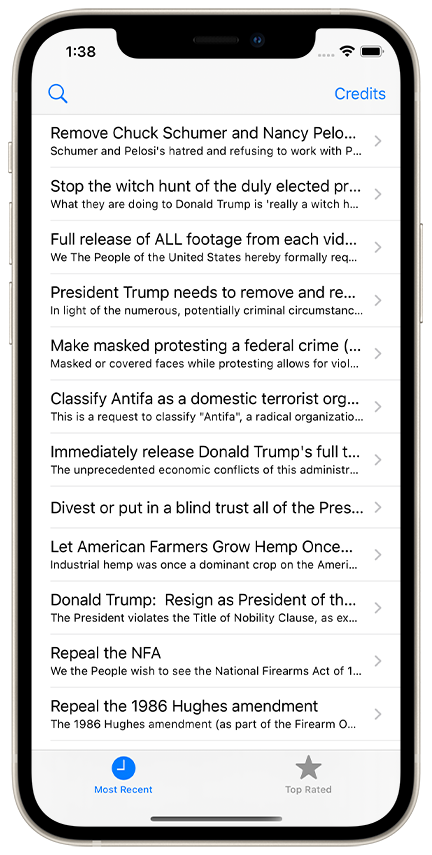 1:38
Credits
Remove Chuck Schumer and Nancy Pelo...
Schumer and Pelosi's hatred and refusing to work with P...
Stop the witch hunt of the duly elected pr...
What they are doing to Donald Trump is 'really a witch h...
Full release of ALL footage from each vid...
We The People of the United States hereby formally req...
President Trump needs to remove and re...
In light of the numerous, potentially criminal circumstanc...
Make masked protesting a federal crime (...
Masked or covered faces while protesting allows for viol...
Classify Antifa as a domestic terrorist org...
This is a request to classify "Antifa", a radical organizatio...
Immediately release Donald Trump's full t...
The unprecedented economic conflicts of this administr...
Divest or put in a blind trust all of the Pres...
Let American Farmers Grow Hemp Once...
Industrial hemp was once a dominant crop on the Ameri...
Donald Trump:  Resign as President of th...
The President violates the Title of Nobility Clause, as ex...
Repeal the NFA
We the People wish to see the National Firearms Act of 1...
Repeal the 1986 Hughes amendment
The 1986 Hughes amendment (as part of the Firearm O...
Most Recent
Top Rated